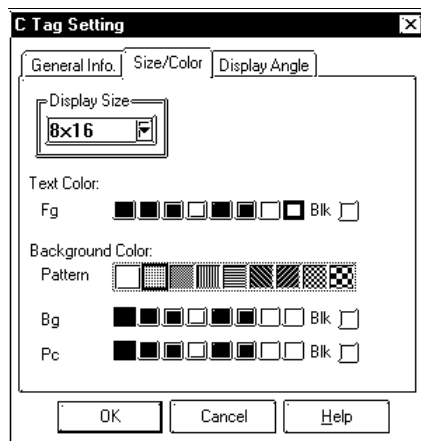 C Tag Setting
General Info. Size/Color Display Angle
Display Size
8×16
Text Color:
Fg Blk
Background Color:
Pattern
Bg Blk
Pc Blk
OK Cancel Help